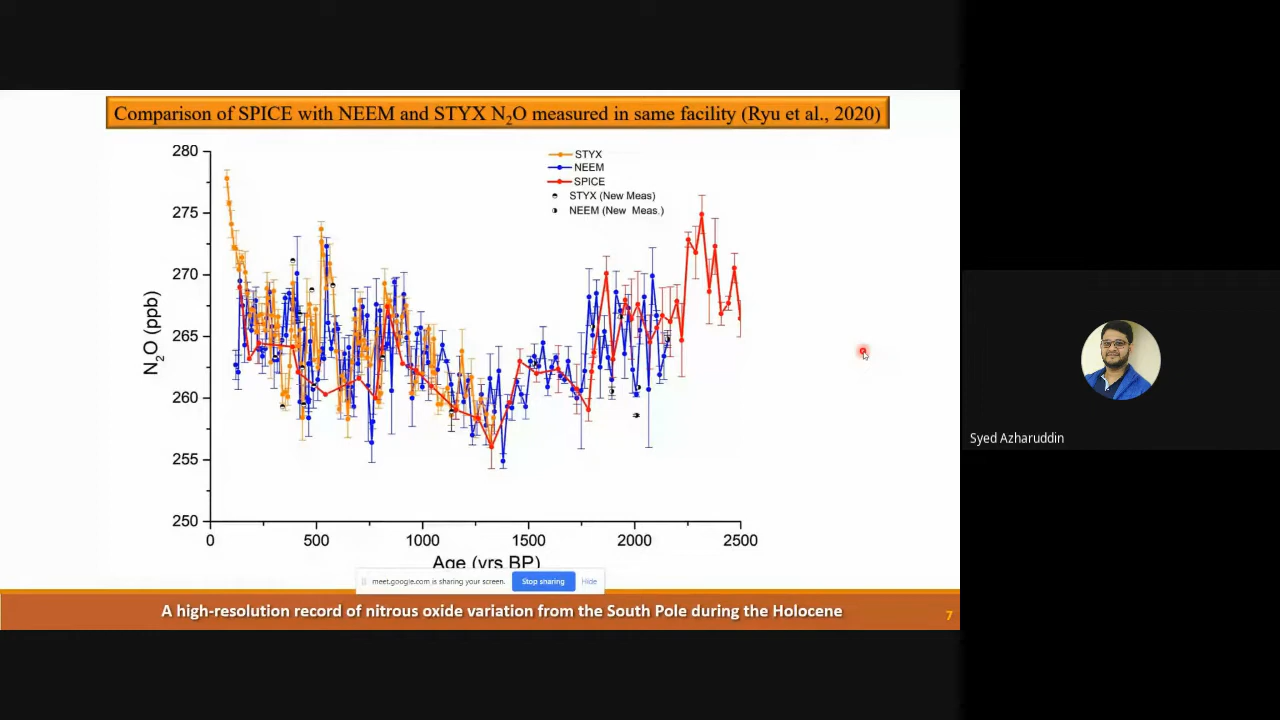 Comparison of SPICE with NEEM and STYX N₂O measured in same facility (Ryu et al., 2020)
280
275
270
265
260
255
250
N₂O (ppb)
STYX
NEEM
SPICE
STYX (New Meas)
NEEM (New Meas.)
0 500 1000 1500 2000 2500
Age (yrs BP)
meet.google.com is sharing your screen. Stop sharing Hide
A high-resolution record of nitrous oxide variation from the South Pole during the Holocene
7
Syed Azharuddin